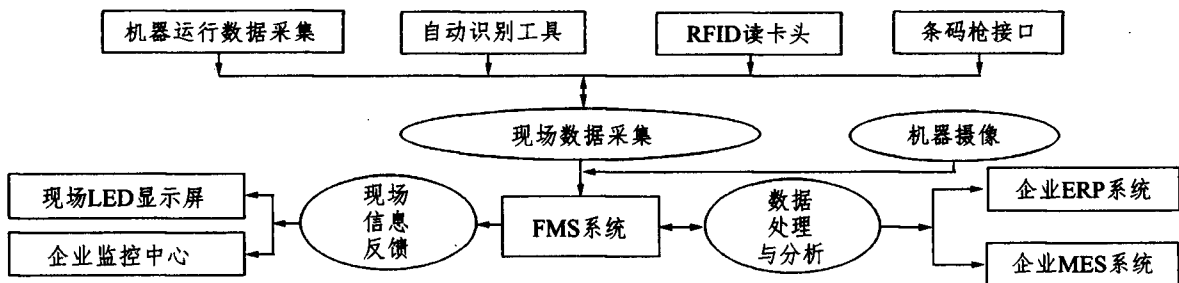 机器运行数据采集
自动识别工具
RFID读卡头
条码枪接口
现场数据采集
机器摄像
现场LED显示屏
企业监控中心
现场
信息
反馈
FMS系统
数据
处理
与分析
企业ERP系统
企业MES系统